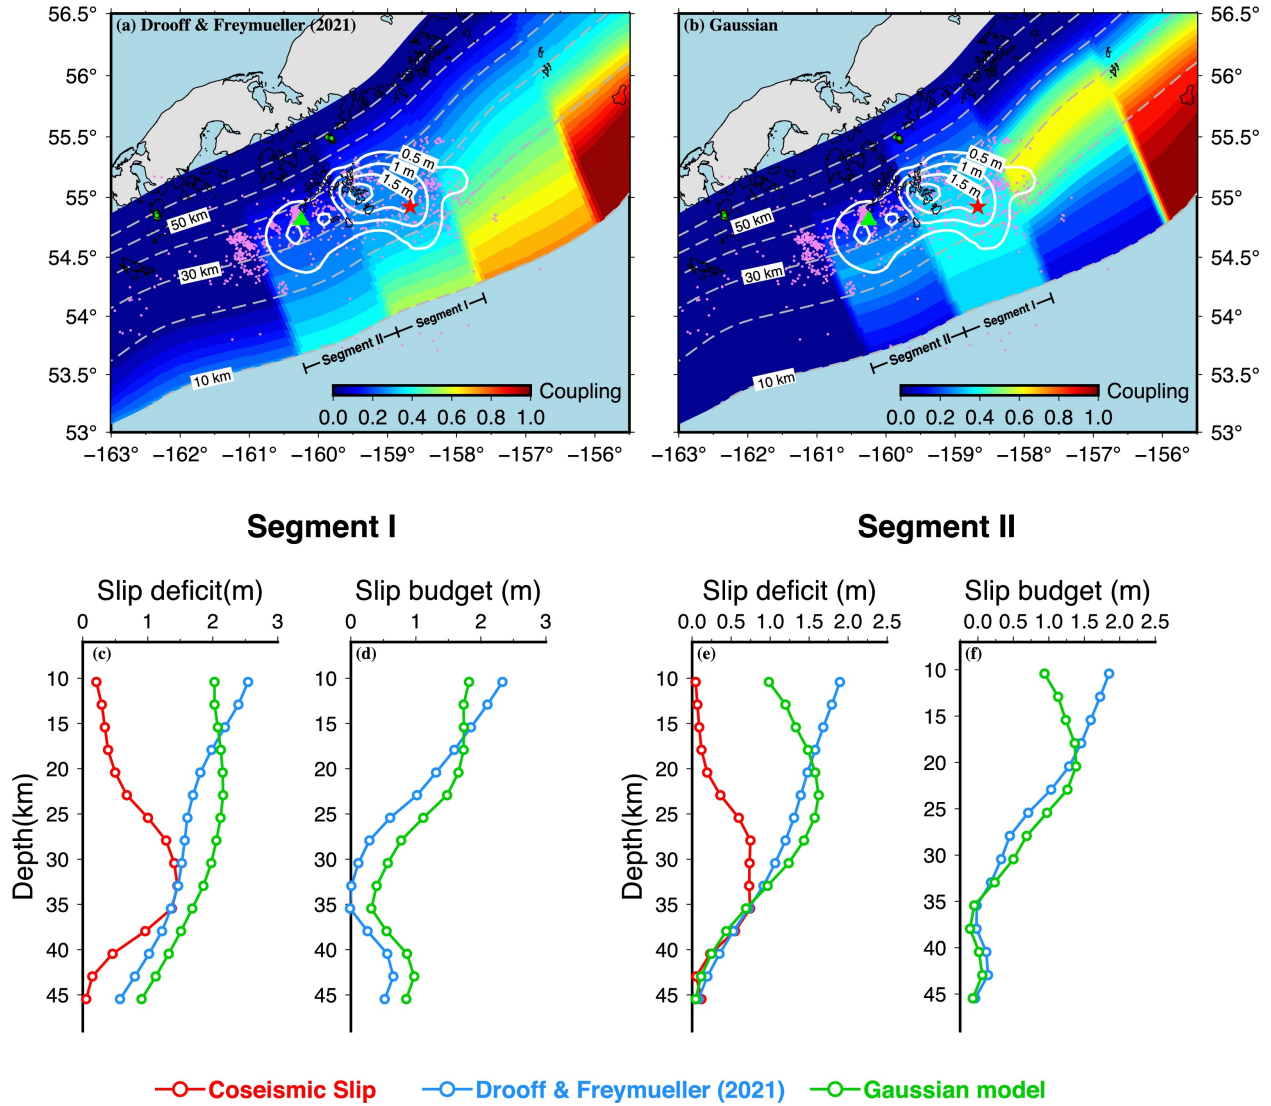 (a) Drooff & Freymueller (2021)
(b) Gaussian
56.5°
56°
55.5°
55°
54.5°
54°
53.5°
53°
56.5°
56°
55.5°
55°
54.5°
54°
53.5°
53°
0.5 m
1 m
1.5 m
50 km
30 km
10 km
Segment II
Segment I
Coupling
0.0 0.2 0.4 0.6 0.8 1.0
0.5 m
1 m
1.5 m
50 km
30 km
10 km
Segment II
Segment I
Coupling
0.0 0.2 0.4 0.6 0.8 1.0
−163° −162° −161° −160° −159° −158° −157° −156°
−163° −162° −161° −160° −159° −158° −157° −156°
Segment I
Segment II
Slip deficit(m)
0 1 2 3
(c)
Depth(km)
10
15
20
25
30
35
40
45
Slip budget (m)
0 1 2 3
(d)
10
15
20
25
30
35
40
45
Slip deficit (m)
0.0 0.5 1.0 1.5 2.0 2.5
(e)
Depth(km)
10
15
20
25
30
35
40
45
Slip budget (m)
0.0 0.5 1.0 1.5 2.0 2.5
(f)
10
15
20
25
30
35
40
45
Coseismic Slip
Drooff & Freymueller (2021)
Gaussian model